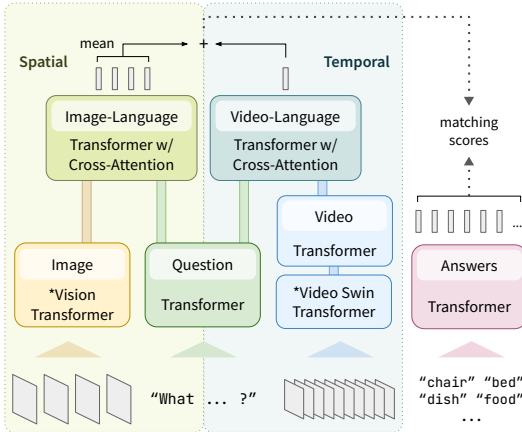 mean
+
Spatial
Temporal
Image-Language
Transformer w/
Cross-Attention
Video-Language
Transformer w/
Cross-Attention
matching
scores
Video
Transformer
...
Image
*Vision
Transformer
Question
Transformer
*Video Swin
Transformer
Answers
Transformer
“What ... ?”
“chair” “bed”
“dish” “food”
...